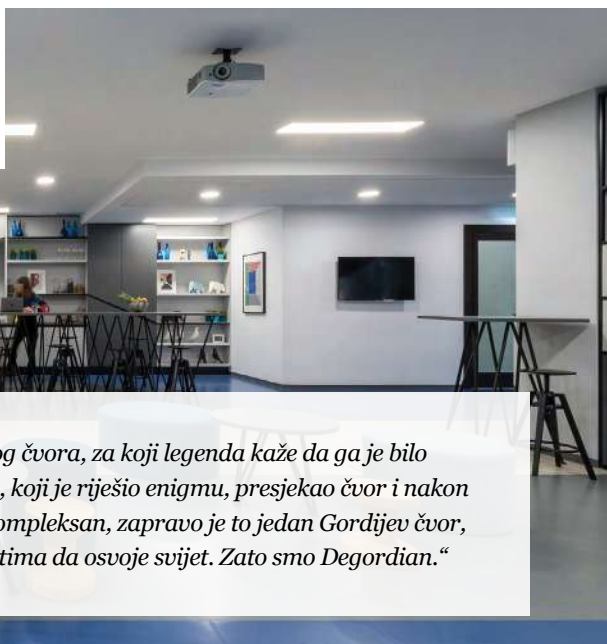 og čvora, za koji legenda kaže da ga je bilo
, koji je riješio enigmu, presjekao čvor i nakon
ompleksan, zapravo je to jedan Gordijev čvor,
tima da osvoje svijet. Zato smo Degordian.“